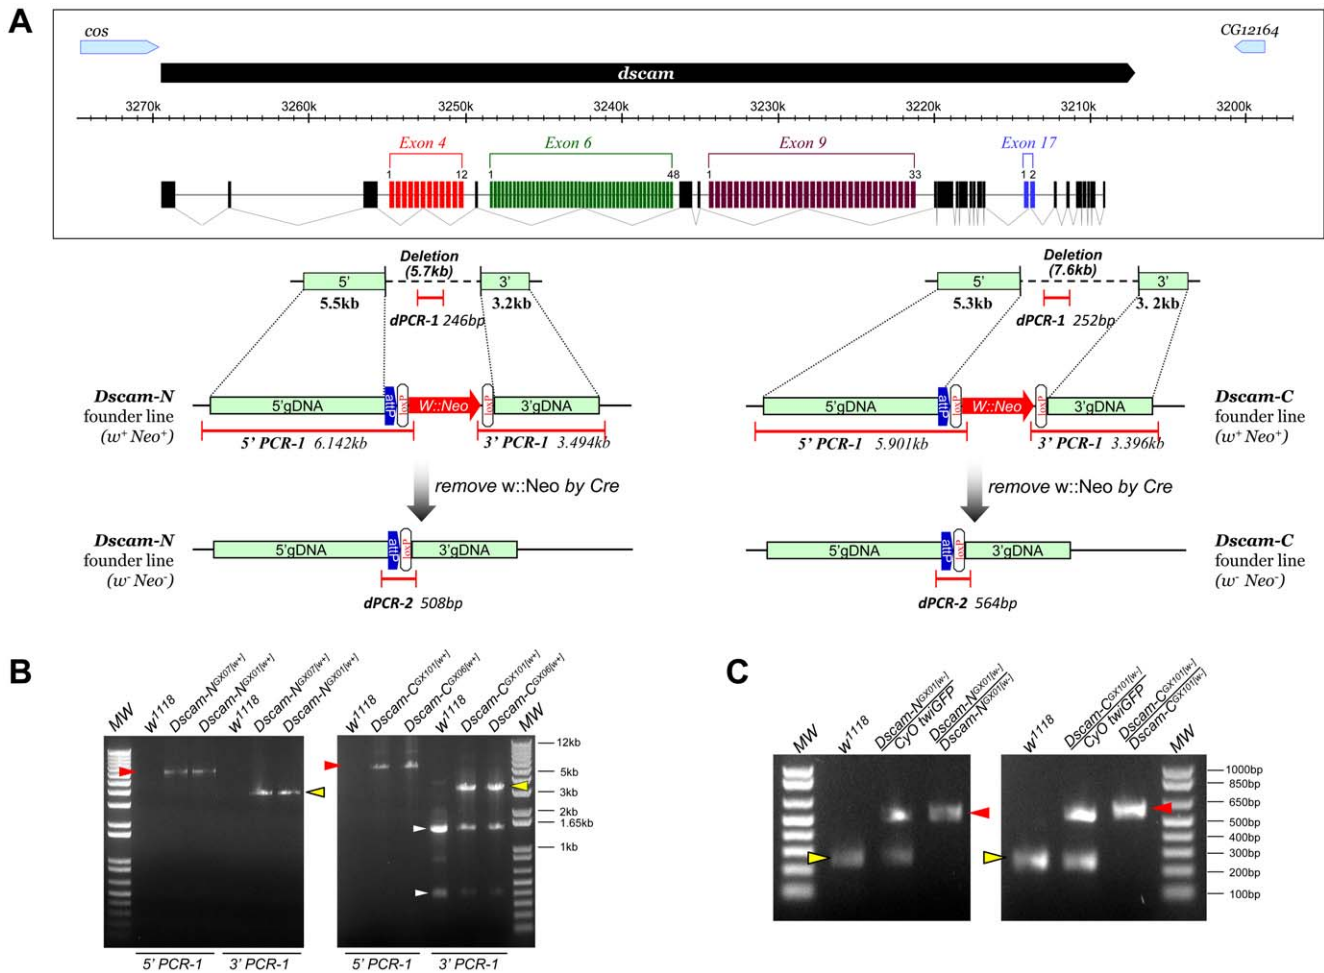 A
cos
CG12164
dscam
3270k 3260k 3250k 3240k 3230k 3220k 3210k 3200k
Exon 4 Exon 6 Exon 9 Exon 17
1 12 1 48 1 33 1 2
Deletion
(5.7kb)
5' 3'
5.5kb 3.2kb
dPCR-1 246bp
Dscam-N
founder line
(w⁺ Neo⁺)
5'gDNA attP loxP W::Neo loxP 3'gDNA
5' PCR-1 6.142kb 3' PCR-1 3.494kb
remove w::Neo by Cre
Dscam-N
founder line
(w⁻ Neo⁻)
5'gDNA attP loxP 3'gDNA
dPCR-2 508bp
Deletion
(7.6kb)
5' 3'
5.3kb 3. 2kb
dPCR-1 252bp
5'gDNA attP loxP W::Neo loxP 3'gDNA
Dscam-C
founder line
(w⁺ Neo⁺)
5' PCR-1 5.901kb 3' PCR-1 3.396kb
remove w::Neo by Cre
5'gDNA attP loxP 3'gDNA
Dscam-C
founder line
(w⁻ Neo⁻)
dPCR-2 564bp
B
MW
w1118
Dscam-NGX07[w+]
Dscam-NGX01[w+]
w1118
Dscam-NGX07[w+]
Dscam-NGX01[w+]
5' PCR-1 3' PCR-1
w1118
Dscam-CGX101[w+]
Dscam-CGX06[w+]
w1118
Dscam-CGX101[w+]
Dscam-CGX06[w+]
MW
12kb
5kb
3kb
2kb
1.65kb
1kb
5' PCR-1 3' PCR-1
C
MW
w1118
Dscam-NGX01[w-]
CyO twiGFP
Dscam-NGX01[w-]
Dscam-NGX01[w-]
w1118
Dscam-CGX101[w-]
CyO twiGFP
Dscam-CGX101[w-]
Dscam-CGX101[w-]
MW
1000bp
850bp
650bp
500bp
400bp
300bp
200bp
100bp